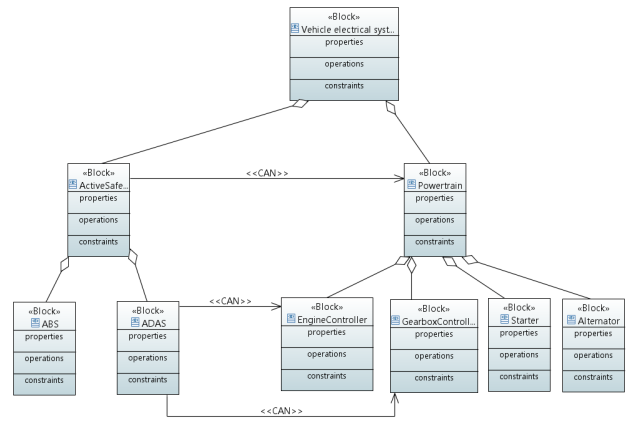 «Block»
Vehicle electrical syst...
properties
operations
constraints
«Block»
ActiveSafe...
properties
operations
constraints
<<CAN>>
«Block»
Powertrain
properties
operations
constraints
«Block»
ABS
properties
operations
constraints
«Block»
ADAS
properties
operations
constraints
<<CAN>>
«Block»
EngineController
properties
operations
constraints
«Block»
GearboxControll...
properties
operations
constraints
«Block»
Starter
properties
operations
constraints
«Block»
Alternator
properties
operations
constraints
<<CAN>>